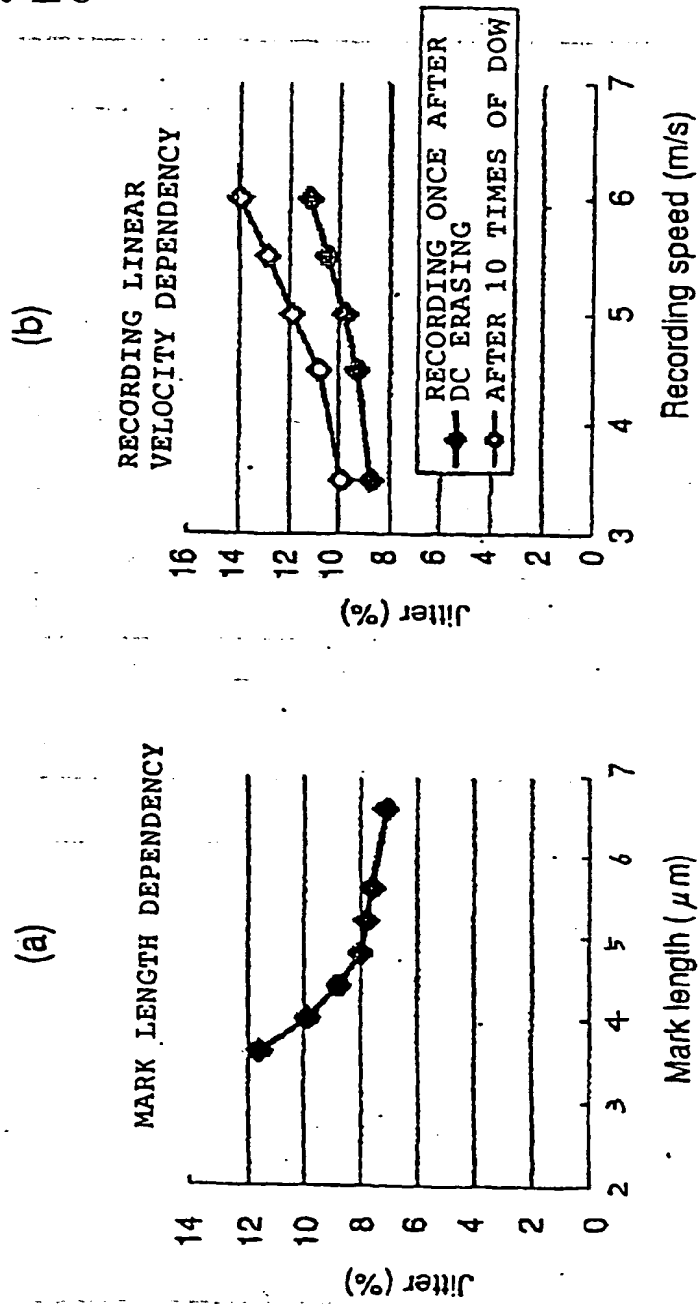 (a)
MARK LENGTH DEPENDENCY
Jitter (%)
14
12
10
8
6
4
2
0
2
3
4
5
6
7
Mark length (μm)
(b)
RECORDING LINEAR
VELOCITY DEPENDENCY
Jitter (%)
16
14
12
10
8
6
4
2
0
3
4
5
6
7
Recording speed (m/s)
RECORDING ONCE AFTER
DC ERASING
AFTER 10 TIMES OF DOW